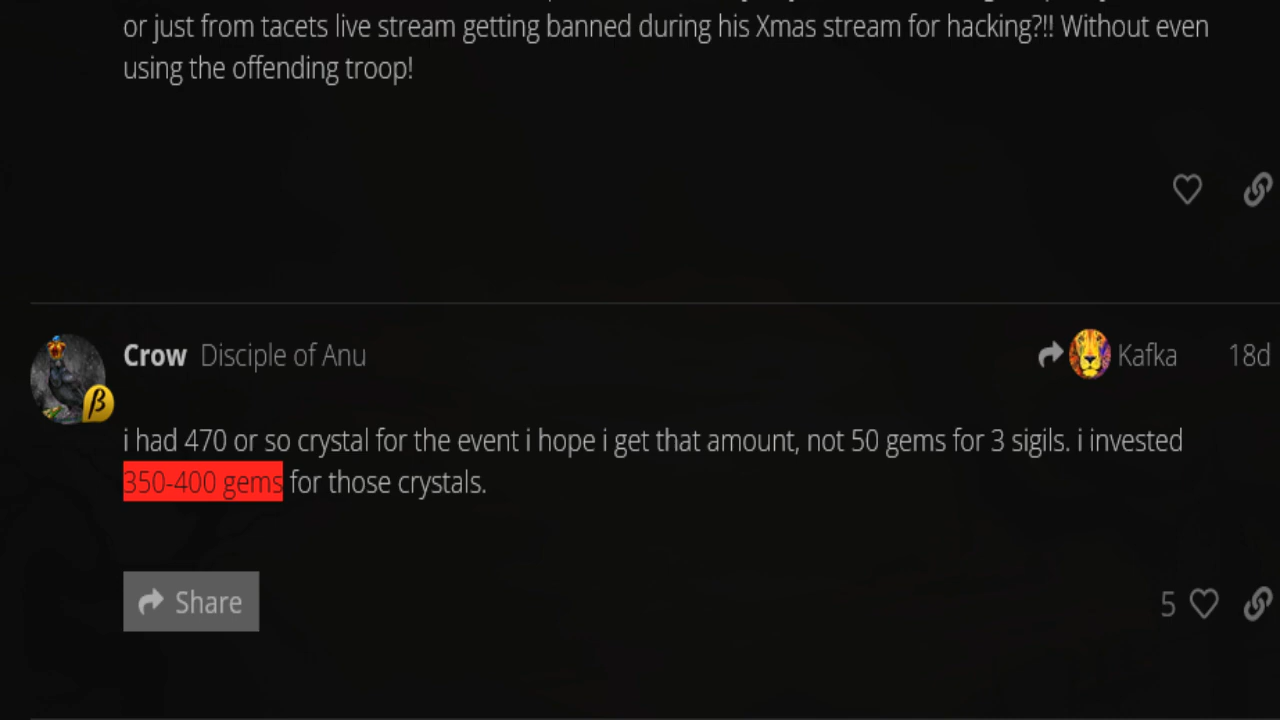 or just from tacets live stream getting banned during his Xmas stream for hacking?!! Without even
using the offending troop!
Crow Disciple of Anu Kafka 18d
i had 470 or so crystal for the event i hope i get that amount, not 50 gems for 3 sigils. i invested
350-400 gems for those crystals.
Share 5